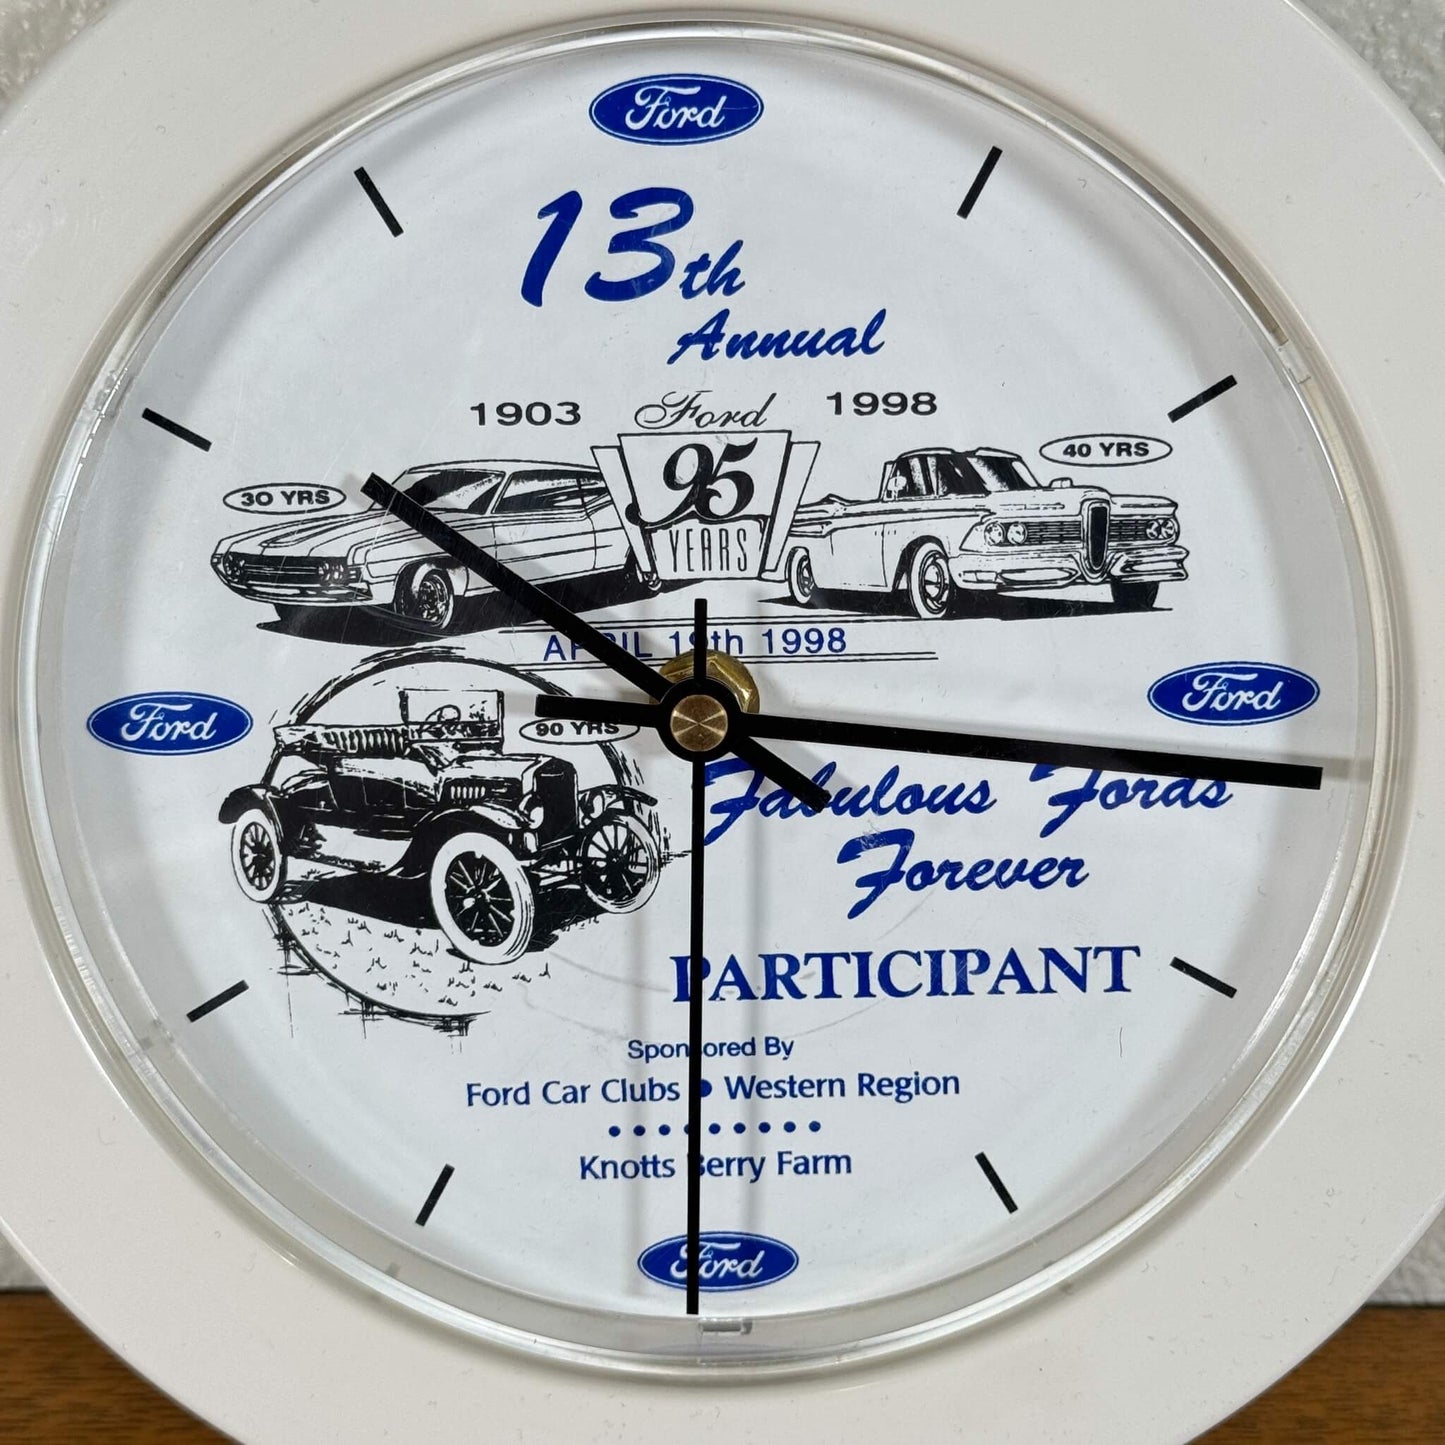 Ford
13th
Annual
1903 Ford 1998
95
YEARS
30 YRS
40 YRS
APRIL 19th 1998
Ford
Ford
90 YRS
Fabulous Fords
Forever
PARTICIPANT
Sponsored By
Ford Car Clubs • Western Region
Knotts Berry Farm
Ford